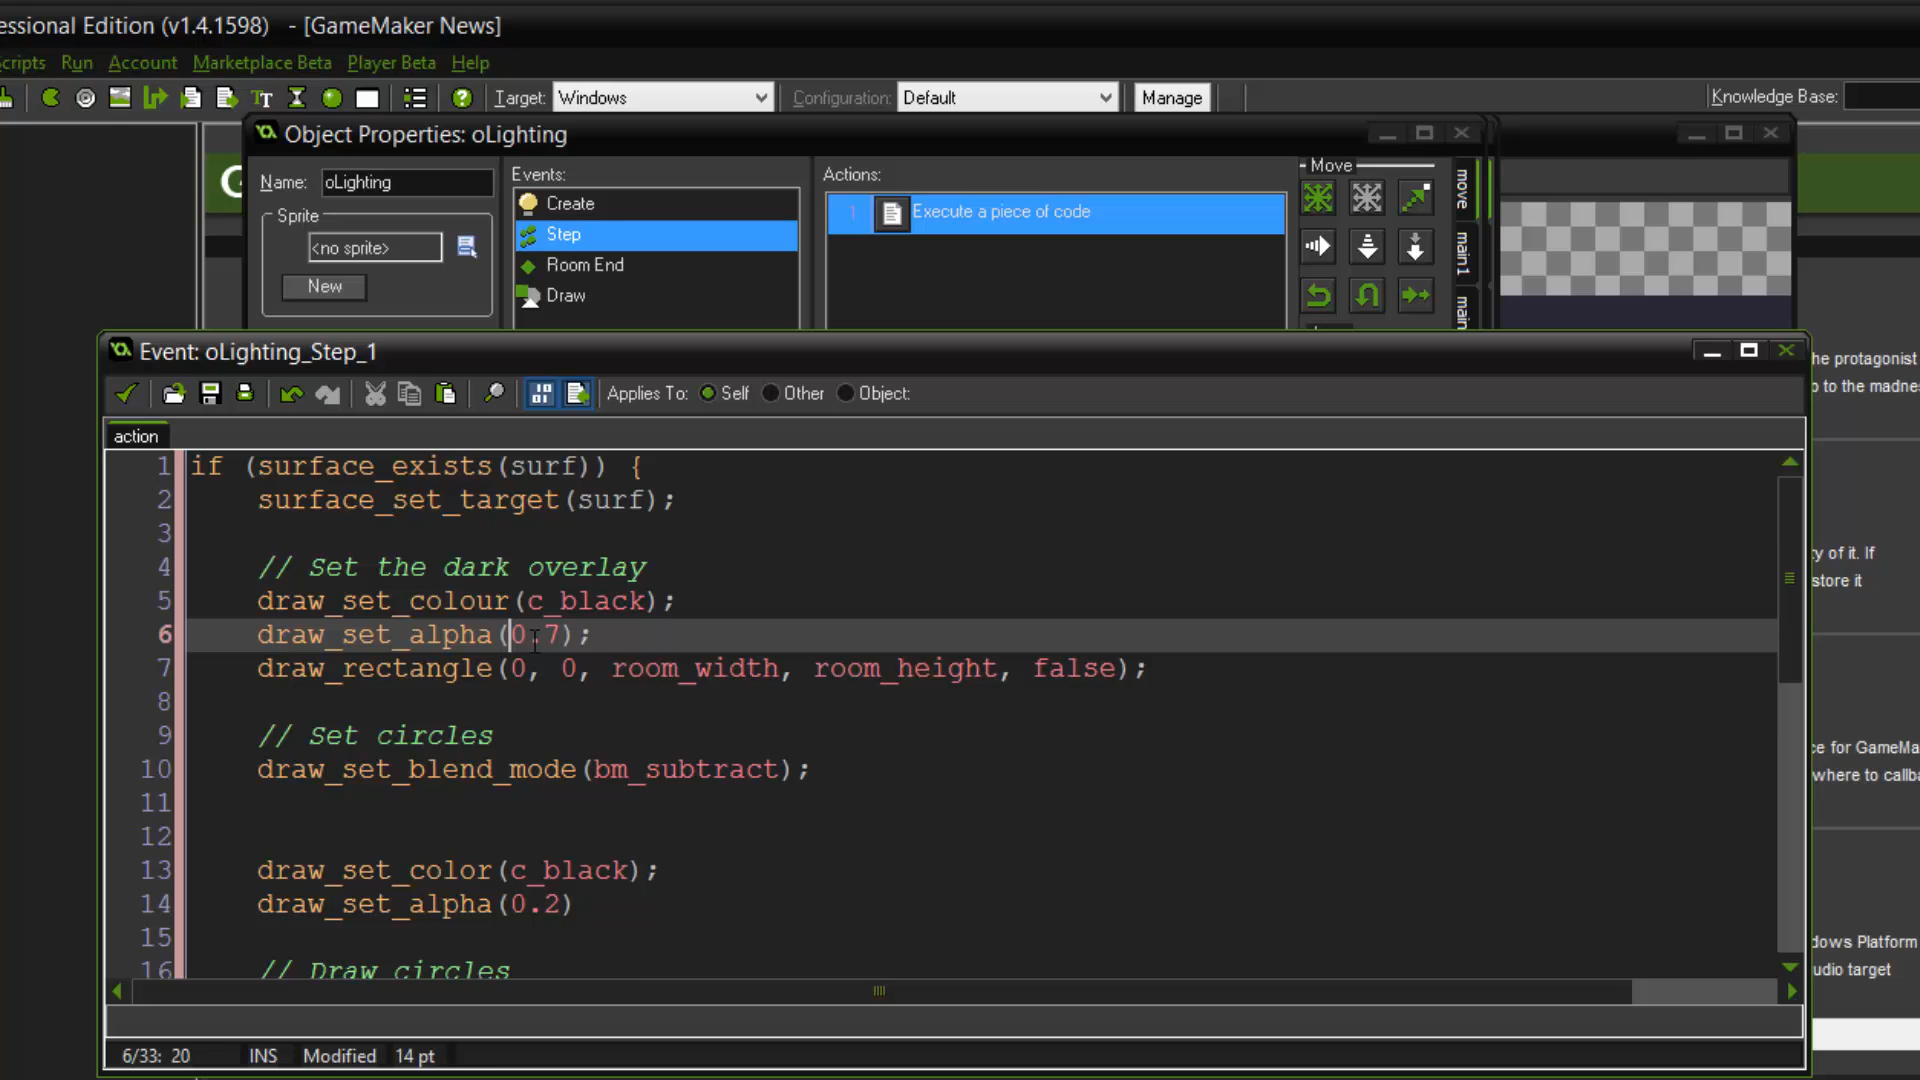 essional Edition (v1.4.1598) - [GameMaker News]
cripts Run Account Marketplace Beta Player Beta Help
Target: Windows Configuration: Default Manage Knowledge Base:
Object Properties: oLighting
Name: oLighting
Sprite
<no sprite>
New
Events:
Create
Step
Room End
Draw
Actions:
1 Execute a piece of code
Move
move
main1
main
Event: oLighting_Step_1
Applies To: Self Other Object:
action
1 if (surface_exists(surf)) {
2 surface_set_target(surf);
3
4 // Set the dark overlay
5 draw_set_colour(c_black);
6 draw_set_alpha(0.7);
7 draw_rectangle(0, 0, room_width, room_height, false);
8
9 // Set circles
10 draw_set_blend_mode(bm_subtract);
11
12
13 draw_set_color(c_black);
14 draw_set_alpha(0.2)
15
16 // Draw circles
6/33: 20 INS Modified 14 pt
he protagonist
to the madnes
ty of it. If
store it
ce for GameMa
where to callba
dows Platform
udio target